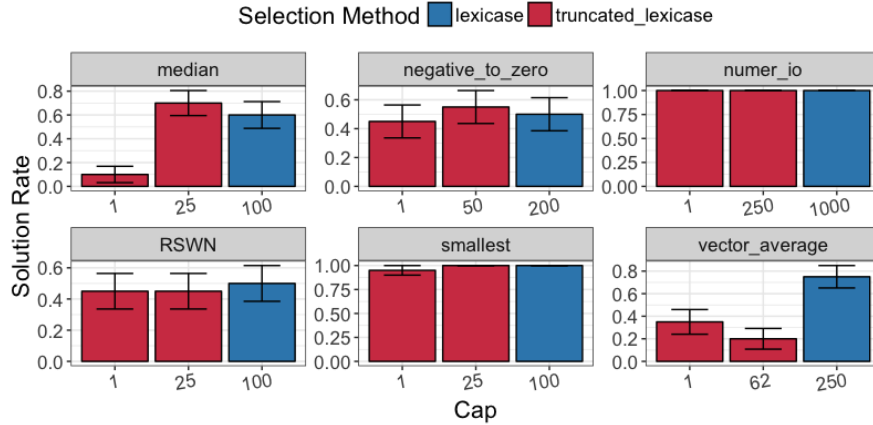 Selection Method lexicase truncated_lexicase
median negative_to_zero numer_io
0.8 0.6 0.4 0.2 0.0
0.6 0.4 0.2 0.0
1.00 0.75 0.50 0.25 0.00
1 25 100
1 50 200
1 250 1000
RSWN smallest vector_average
0.6 0.4 0.2 0.0
1.00 0.75 0.50 0.25 0.00
0.8 0.6 0.4 0.2 0.0
1 25 100
1 25 100
1 62 250
Solution Rate
Cap